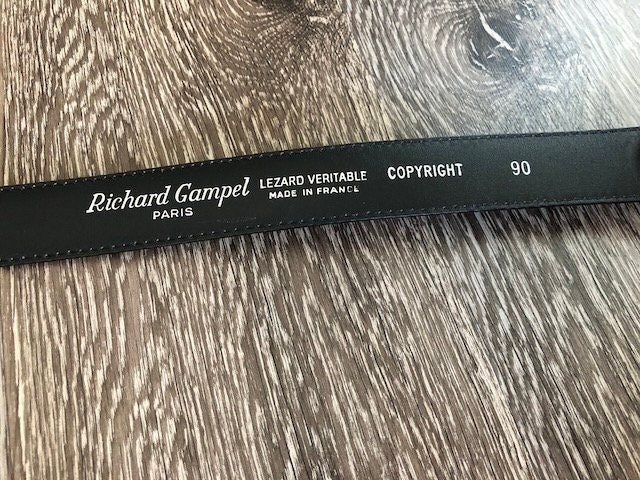 Richard Gampel
PARIS
LEZARD VERITABLE
MADE IN FRANCE
COPYRIGHT
90